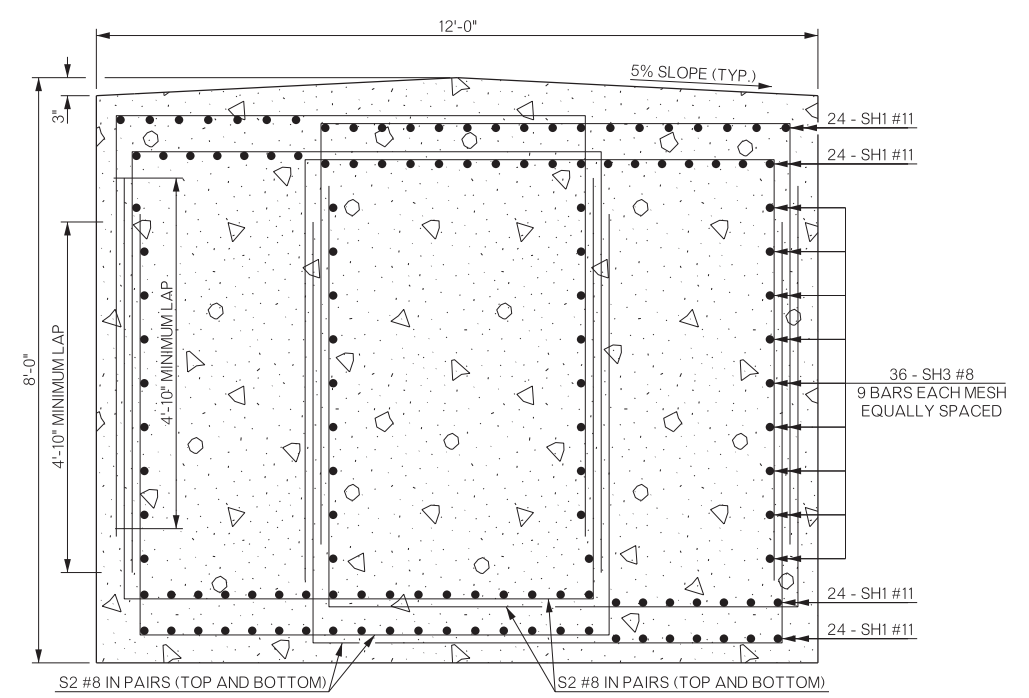 12'-0"
5% SLOPE (TYP.)
3"
24 - SH1 #11
24 - SH1 #11
8'-0"
4'-10" MINIMUM LAP
4'-10" MINIMUM LAP
36 - SH3 #8
9 BARS EACH MESH
EQUALLY SPACED
24 - SH1 #11
24 - SH1 #11
S2 #8 IN PAIRS (TOP AND BOTTOM)
S2 #8 IN PAIRS (TOP AND BOTTOM)